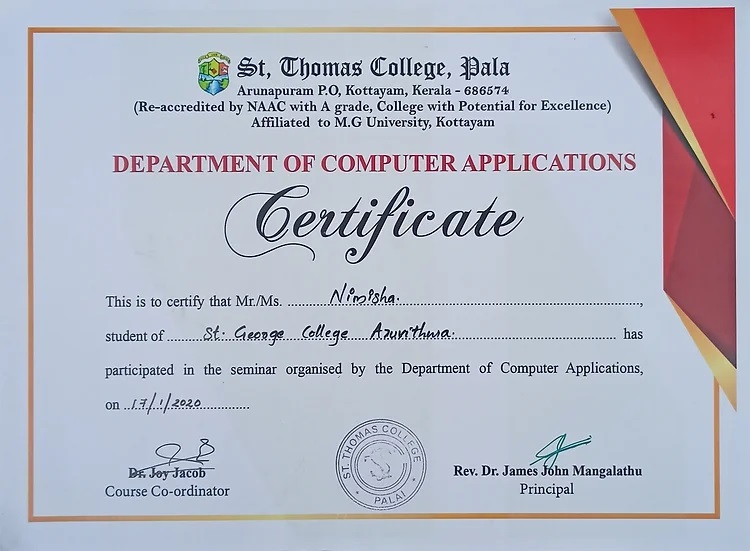 St, Thomas College, Pala
Arunapuram P.O, Kottayam, Kerala - 686574
(Re-accredited by NAAC with A grade, College with Potential for Excellence)
Affiliated to M.G University, Kottayam
DEPARTMENT OF COMPUTER APPLICATIONS
Certificate
This is to certify that Mr./Ms. Nimisha.,
student of St. George College Aruvithura. has
participated in the seminar organised by the Department of Computer Applications,
on 17/1/2020
Dr. Joy Jacob
Course Co-ordinator
ST. THOMAS COLLEGE
PALAI
Rev. Dr. James John Mangalathu
Principal